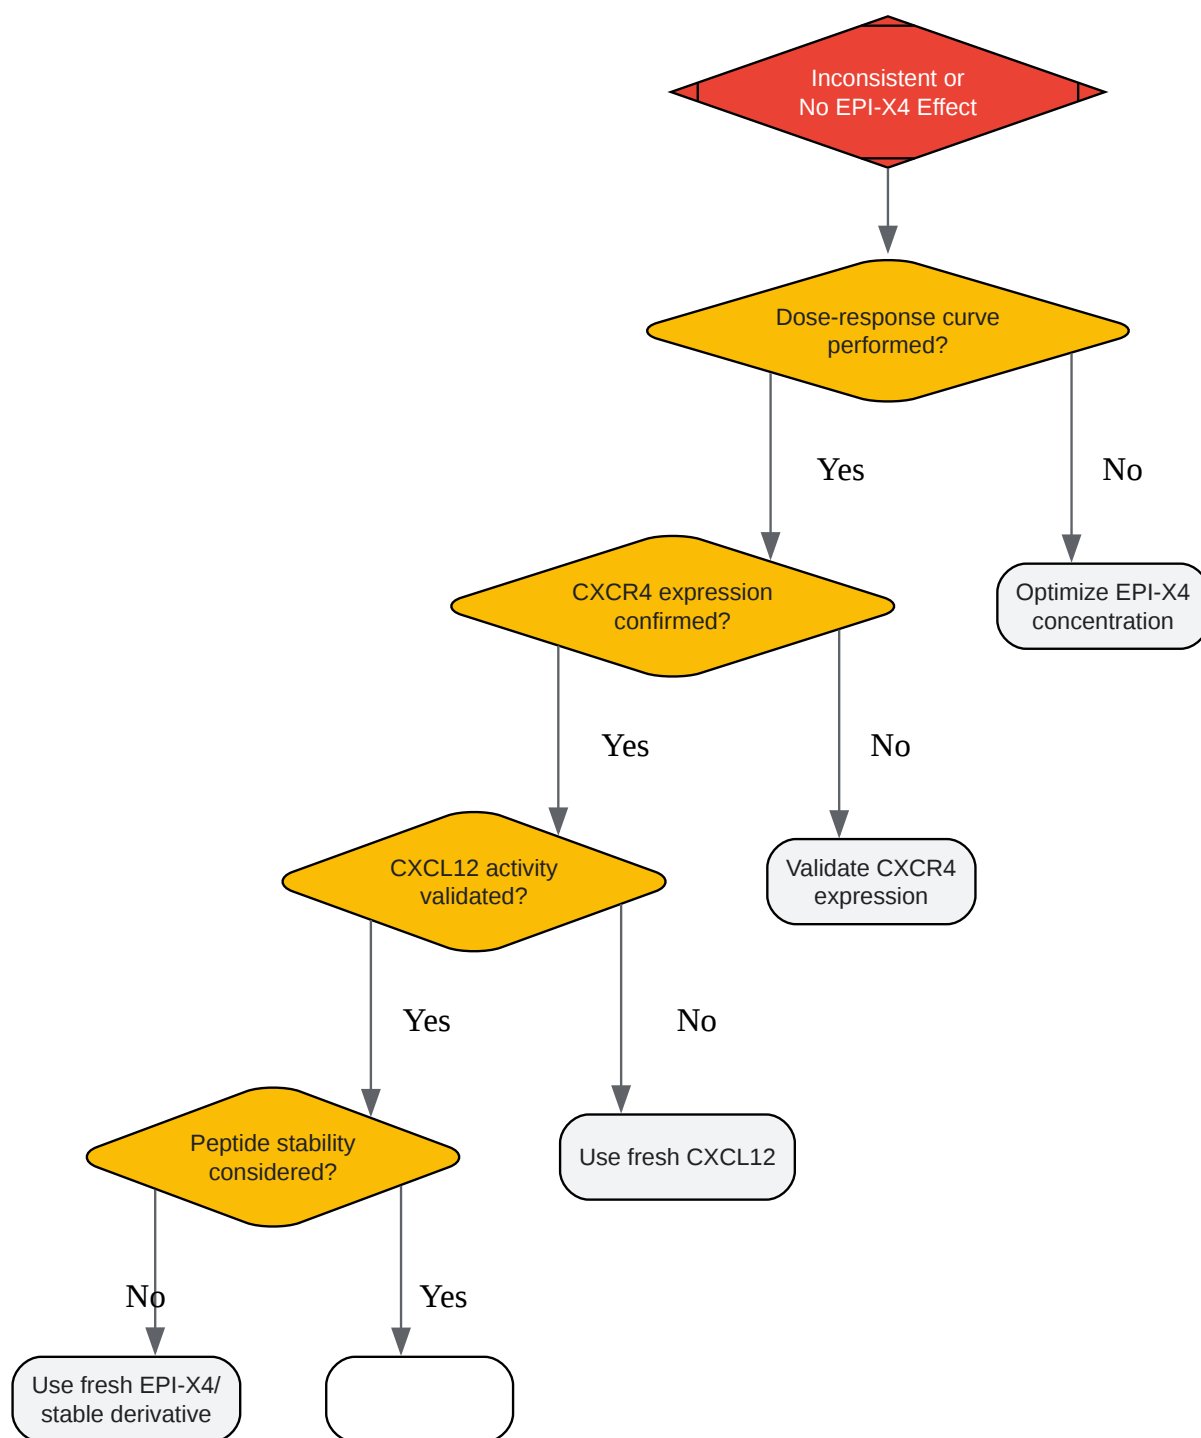 Inconsistent or
No EPI-X4 Effect
Dose-response curve
performed?
Yes
No
CXCR4 expression
confirmed?
Optimize EPI-X4
concentration
Yes
No
CXCL12 activity
validated?
Validate CXCR4
expression
Yes
No
Peptide stability
considered?
Use fresh CXCL12
No
Yes
Use fresh EPI-X4/
stable derivative